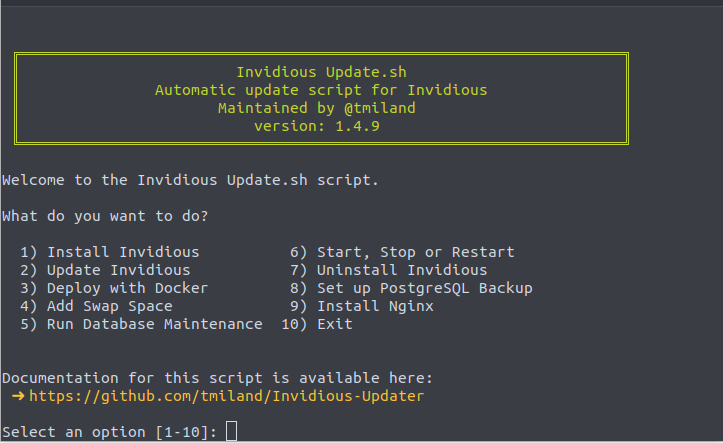 Invidious Update.sh
Automatic update script for Invidious
Maintained by @tmiland
version: 1.4.9
Welcome to the Invidious Update.sh script.
What do you want to do?
1) Install Invidious 6) Start, Stop or Restart
2) Update Invidious 7) Uninstall Invidious
3) Deploy with Docker 8) Set up PostgreSQL Backup
4) Add Swap Space 9) Install Nginx
5) Run Database Maintenance 10) Exit
Documentation for this script is available here:
➜ https://github.com/tmiland/Invidious-Updater
Select an option [1-10]: